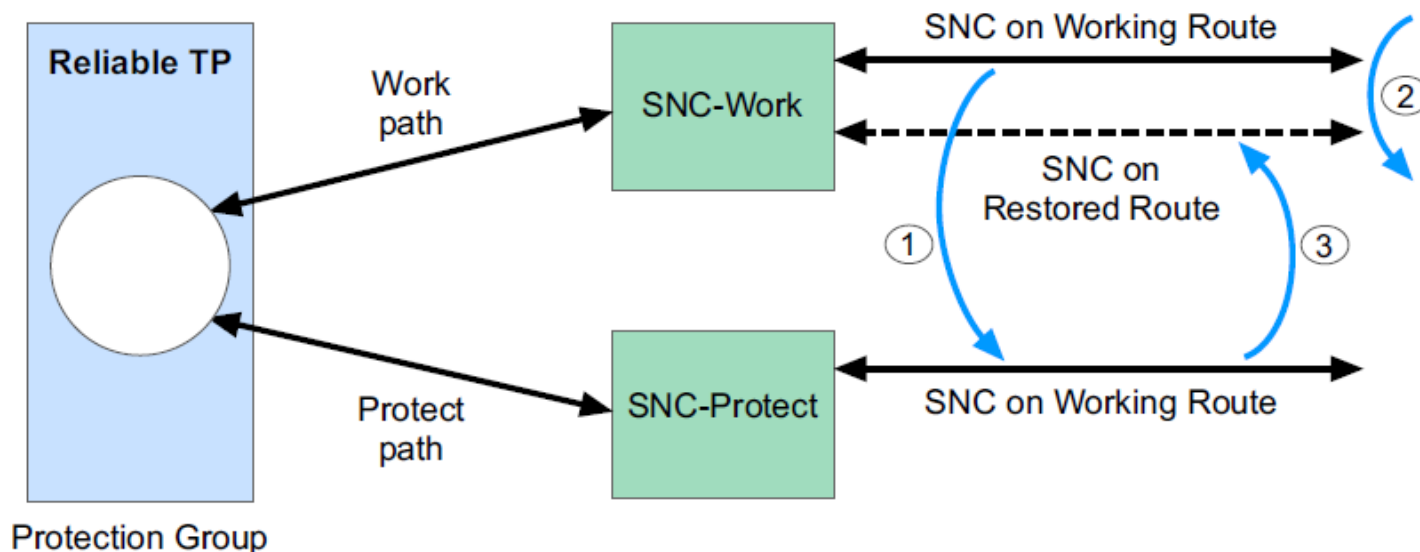 Reliable TP
Work
path
SNC-Work
SNC on Working Route
2
SNC on
Restored Route
1
3
Protect
path
SNC-Protect
SNC on Working Route
Protection Group